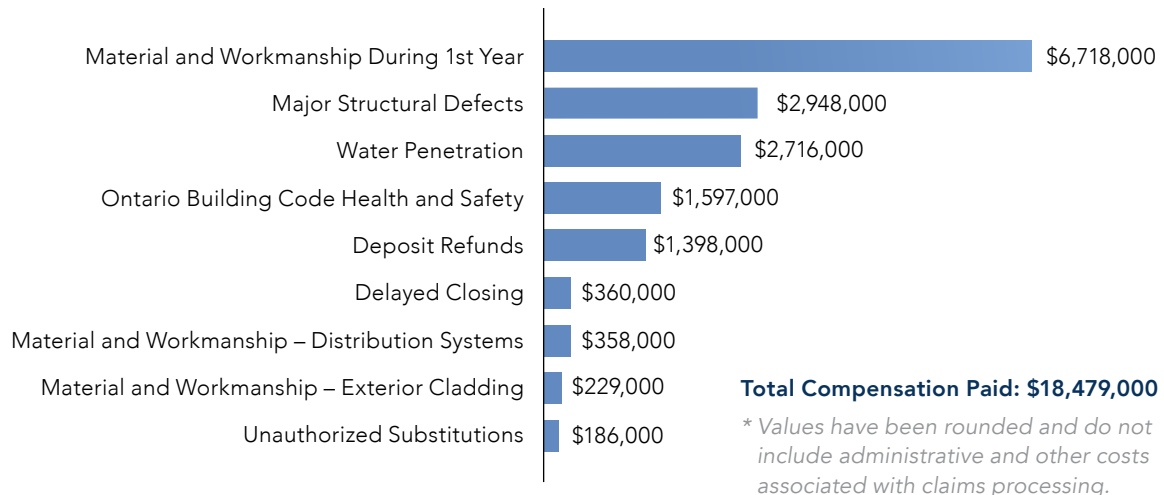 Material and Workmanship During 1st Year $6,718,000
Major Structural Defects $2,948,000
Water Penetration $2,716,000
Ontario Building Code Health and Safety $1,597,000
Deposit Refunds $1,398,000
Delayed Closing $360,000
Material and Workmanship – Distribution Systems $358,000
Material and Workmanship – Exterior Cladding $229,000
Unauthorized Substitutions $186,000
Total Compensation Paid: $18,479,000
* Values have been rounded and do not
include administrative and other costs
associated with claims processing.